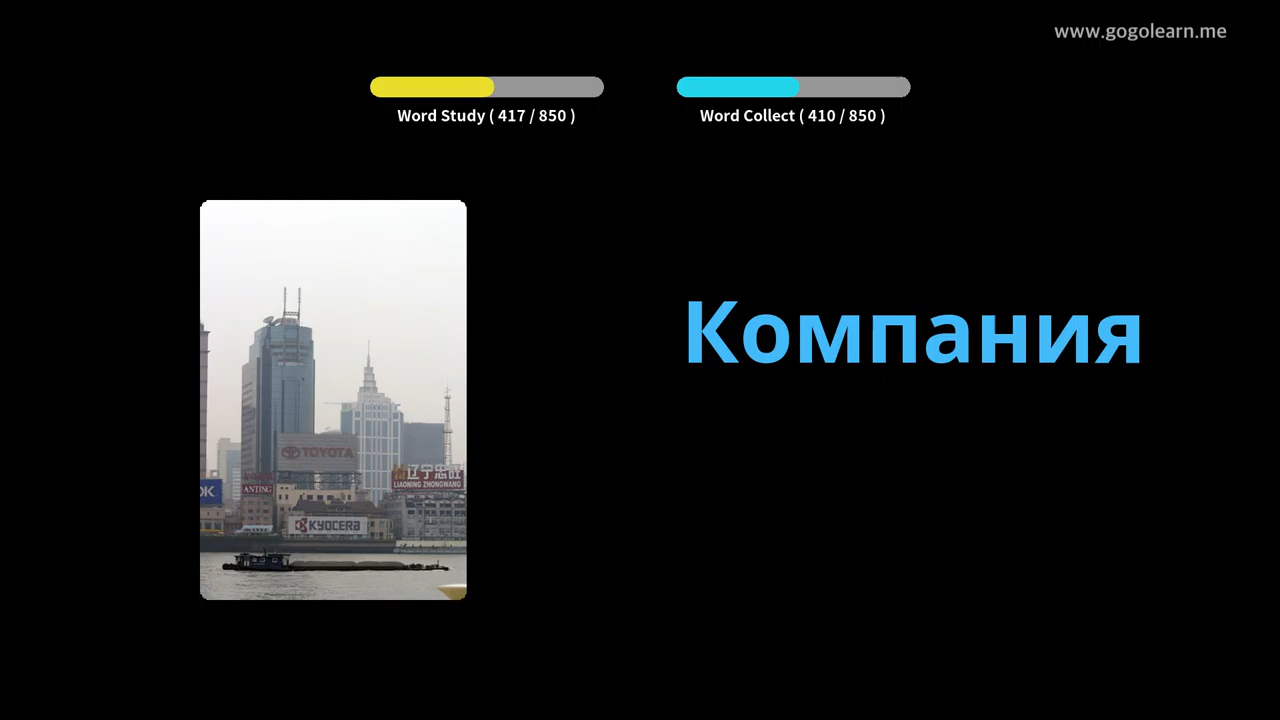 www.gogolearn.me
Word Study ( 417 / 850 )
Word Collect ( 410 / 850 )
Компания
TOYOTA
辽宁忠旺
LIAONING ZHONGWANG
OK
ANTING
KYOCERA